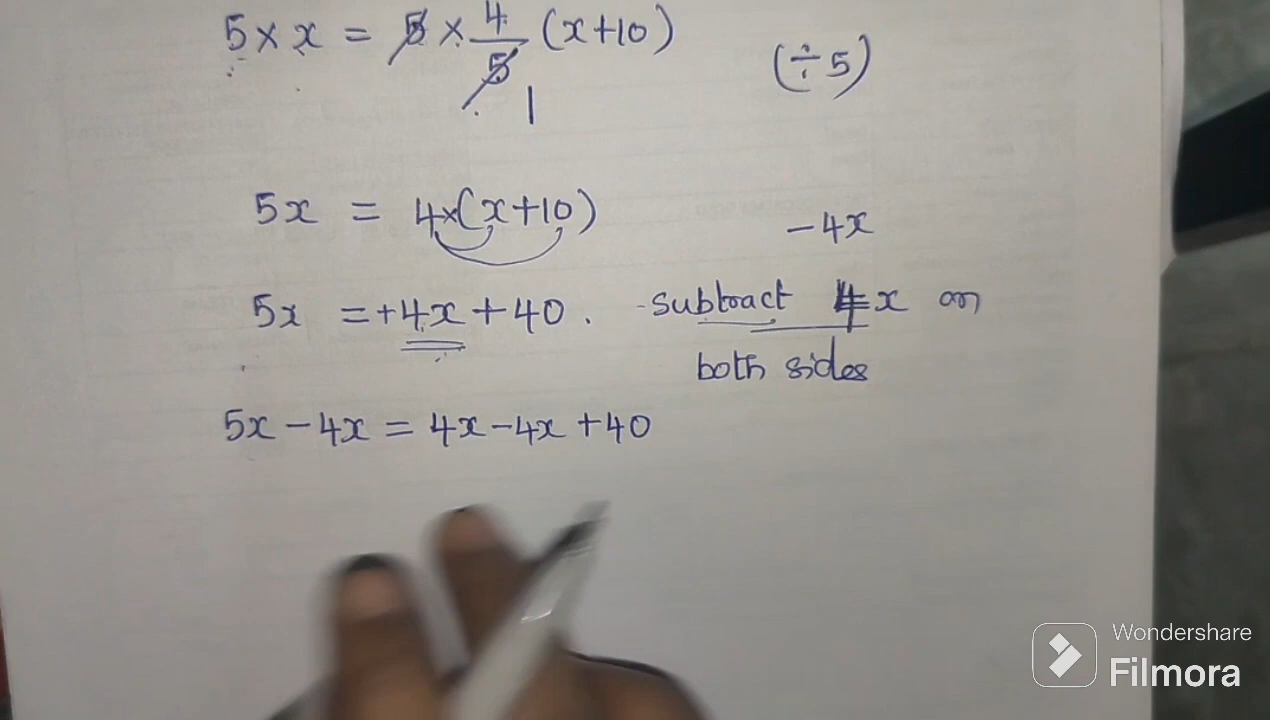 5 × x = 5 × 4/5 (x+10)
1
(÷5)
5x = 4×(x+10)
-4x
5x = +4x + 40 . -subtract 4x on
both sides
5x - 4x = 4x - 4x + 40
Wondershare
Filmora